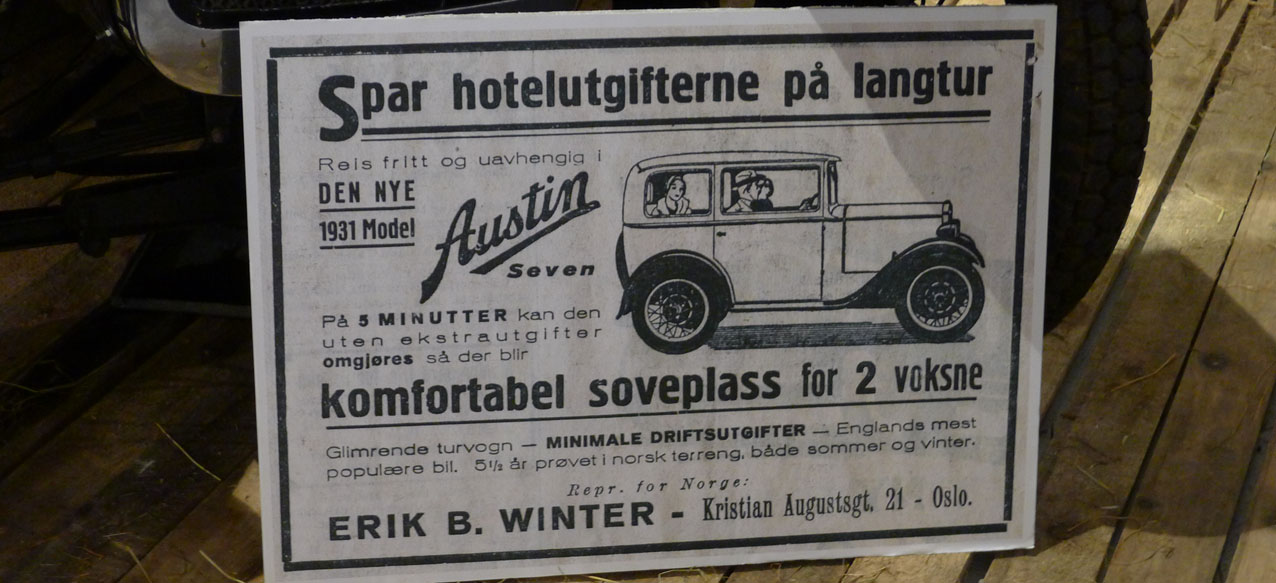 Spar hotelutgifterne på langtur
Reis fritt og uavhengig i
DEN NYE
1931 Model
Austin
Seven
På 5 MINUTTER kan den
uten ekstrautgifter
omgjøres så der blir
komfortabel soveplass for 2 voksne
Glimrende turvogn — MINIMALE DRIFTSUTGIFTER — Englands mest
populære bil. 5½ år prøvet i norsk terreng, både sommer og vinter.
Repr. for Norge:
ERIK B. WINTER - Kristian Augustsgt. 21 - Oslo.